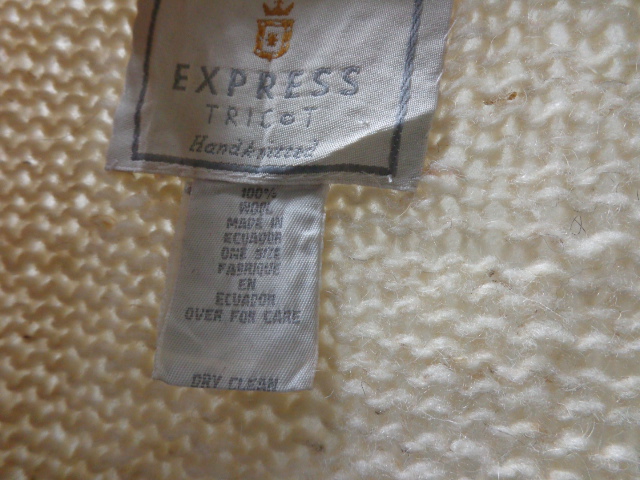 EXPRESS
TRICOT
Handknitted
100%
WOOL
MADE IN
ECUADOR
ONE SIZE
FABRIQUE
EN
ECUADOR
OVER FOR CARE
DRY CLEAN